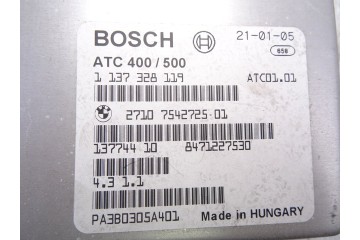 BOSCH 21-01-05
ATC 400 / 500 658
1 137 328 119 ATC01.01
2710 7542725 01
137744 10 8471227530
4.3 1.1
PA3B0305A401 Made in HUNGARY